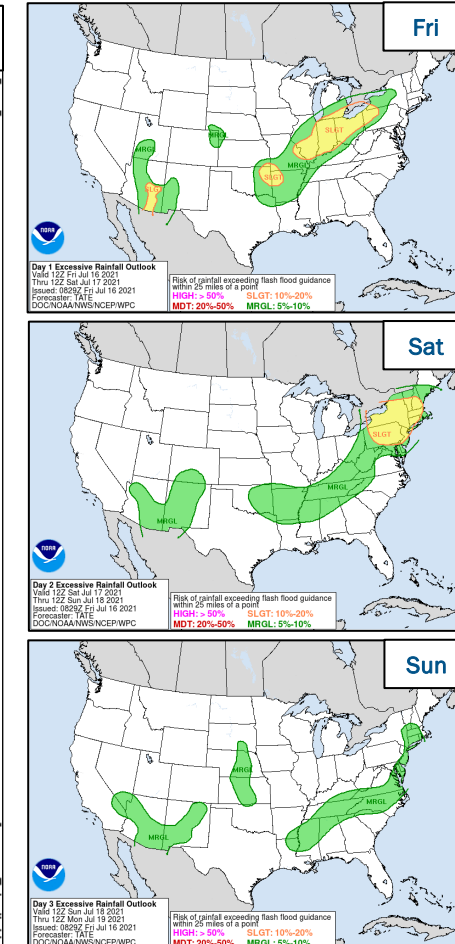 Fri
MRGL
MRGL
SLGT
MRGL
SLGT
SLGT
NOAA
Day 1 Excessive Rainfall Outlook
Valid 12Z Fri Jul 16 2021
Thru 12Z Sat Jul 17 2021
Issued: 0829Z Fri Jul 16 2021
Forecaster: TATE
DOC/NOAA/NWS/NCEP/WPC
Risk of rainfall exceeding flash flood guidance
within 25 miles of a point
HIGH: > 50% SLGT: 10%-20%
MDT: 20%-50% MRGL: 5%-10%
Sat
SLGT
MRGL
MRGL
NOAA
Day 2 Excessive Rainfall Outlook
Valid 12Z Sat Jul 17 2021
Thru 12Z Sun Jul 18 2021
Issued: 0829Z Fri Jul 16 2021
Forecaster: TATE
DOC/NOAA/NWS/NCEP/WPC
Risk of rainfall exceeding flash flood guidance
within 25 miles of a point
HIGH: > 50% SLGT: 10%-20%
MDT: 20%-50% MRGL: 5%-10%
Sun
MRGL
MRGL
MRGL
NOAA
Day 3 Excessive Rainfall Outlook
Valid 12Z Sun Jul 18 2021
Thru 12Z Mon Jul 19 2021
Issued: 0829Z Fri Jul 16 2021
Forecaster: TATE
DOC/NOAA/NWS/NCEP/WPC
Risk of rainfall exceeding flash flood guidance
within 25 miles of a point
HIGH: > 50% SLGT: 10%-20%
MDT: 20%-50% MRGL: 5%-10%